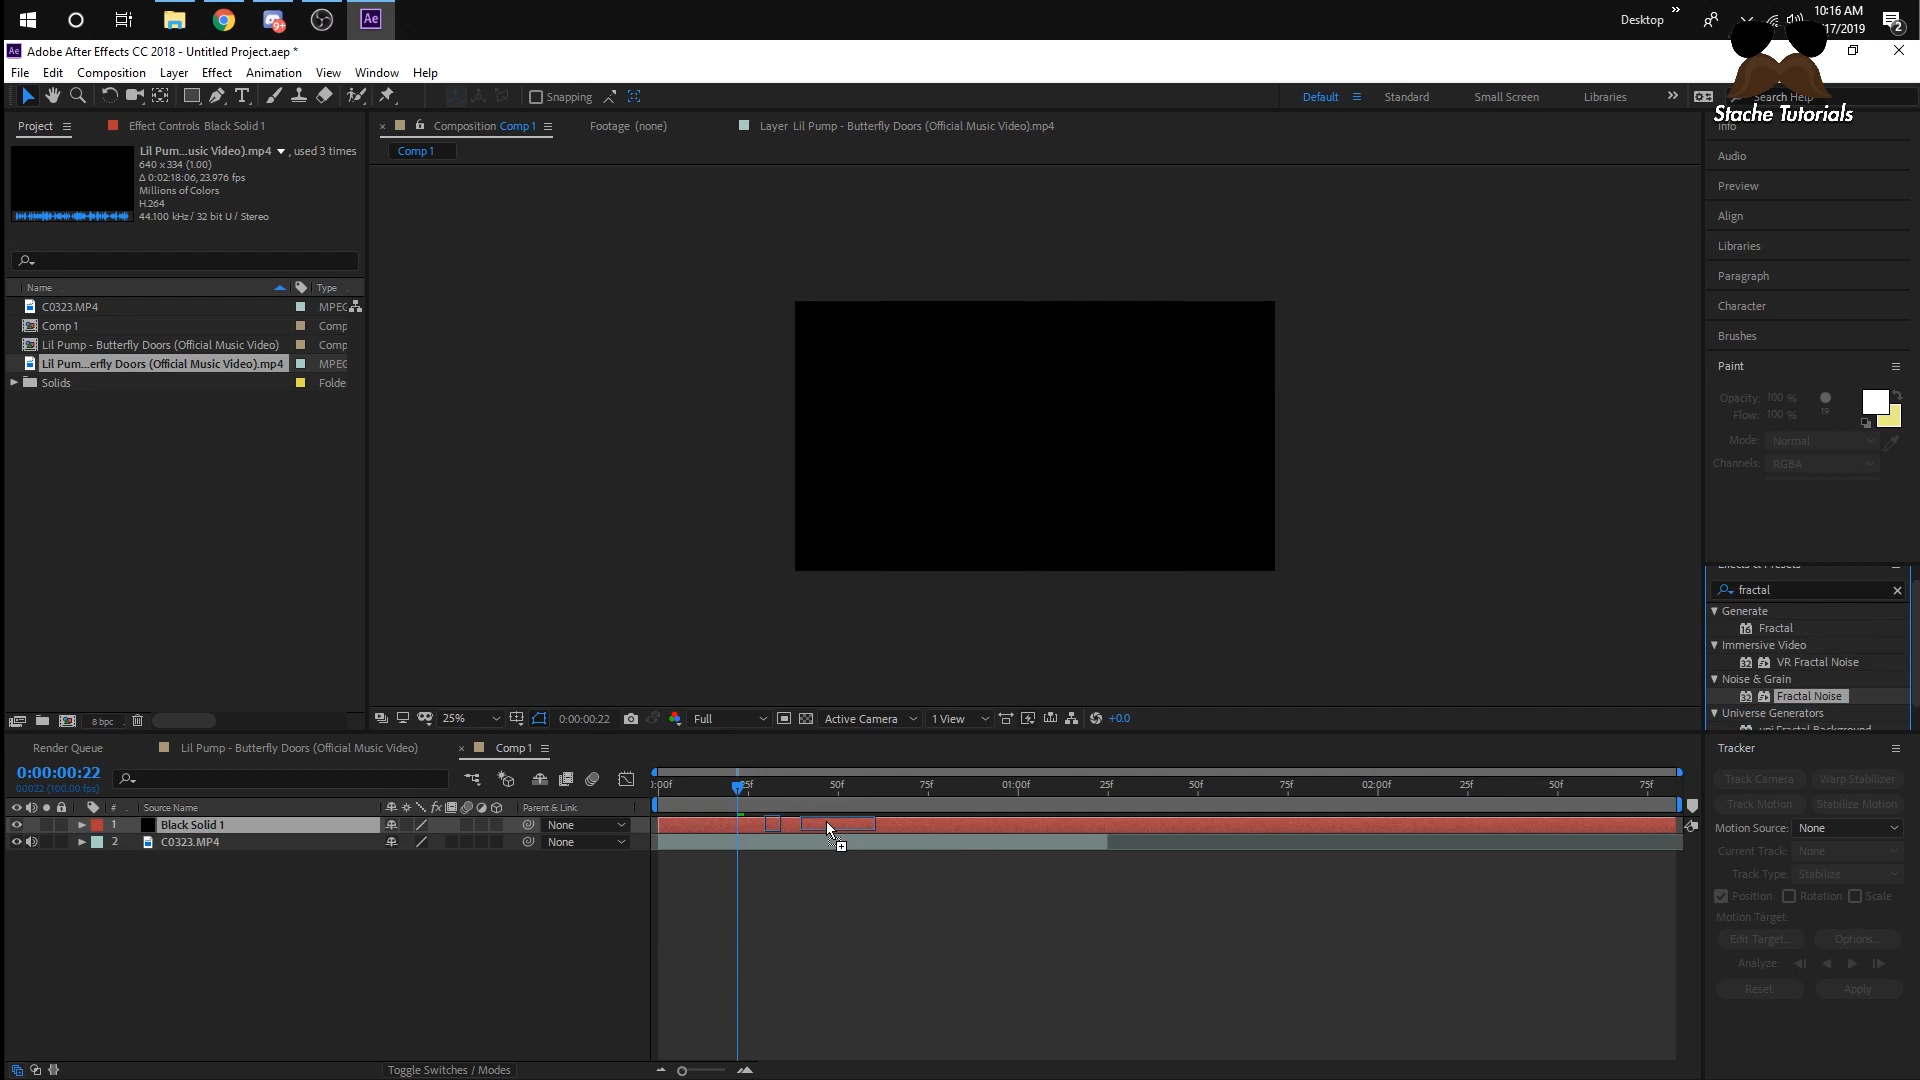 Desktop
»
10:16 AM
/17/2019
2
9+
Ae
Ae Adobe After Effects CC 2018 - Untitled Project.aep *
File Edit Composition Layer Effect Animation View Window Help
Snapping
Default Standard Small Screen Libraries » Search Help
Stache Tutorials
Project Effect Controls Black Solid 1
× Composition Comp 1 Footage (none) Layer Lil Pump - Butterfly Doors (Official Music Video).mp4
Comp 1
Lil Pum...usic Video).mp4 , used 3 times
640 x 334 (1.00)
Δ 0:02:18:06, 23.976 fps
Millions of Colors
H.264
44.100 kHz / 32 bit U / Stereo
Name Type
C0323.MP4 MPEG
Comp 1 Comp
Lil Pump - Butterfly Doors (Official Music Video) Comp
Lil Pum...erfly Doors (Official Music Video).mp4 MPEG
Solids Folde
8 bpc
25% 0:00:00:22 Full Active Camera 1 View +0.0
Info
Audio
Preview
Align
Libraries
Paragraph
Character
Brushes
Paint
Opacity: 100 %
Flow: 100 % 19
Mode: Normal
Channels: RGBA
Effects & Presets
fractal
Generate
16 Fractal
Immersive Video
32 VR Fractal Noise
Noise & Grain
32 Fractal Noise
Universe Generators
uni.Fractal Background
Render Queue Lil Pump - Butterfly Doors (Official Music Video) × Comp 1
0:00:00:22
00022 (100.00 fps)
:00f 25f 50f 75f 01:00f 25f 50f 75f 02:00f 25f 50f 75f
# Source Name fx Parent & Link
1 Black Solid 1 None
2 C0323.MP4 None
Toggle Switches / Modes
Tracker
Track Camera Warp Stabilizer
Track Motion Stabilize Motion
Motion Source: None
Current Track: None
Track Type: Stabilize
Position Rotation Scale
Motion Target:
Edit Target... Options...
Analyze:
Reset Apply